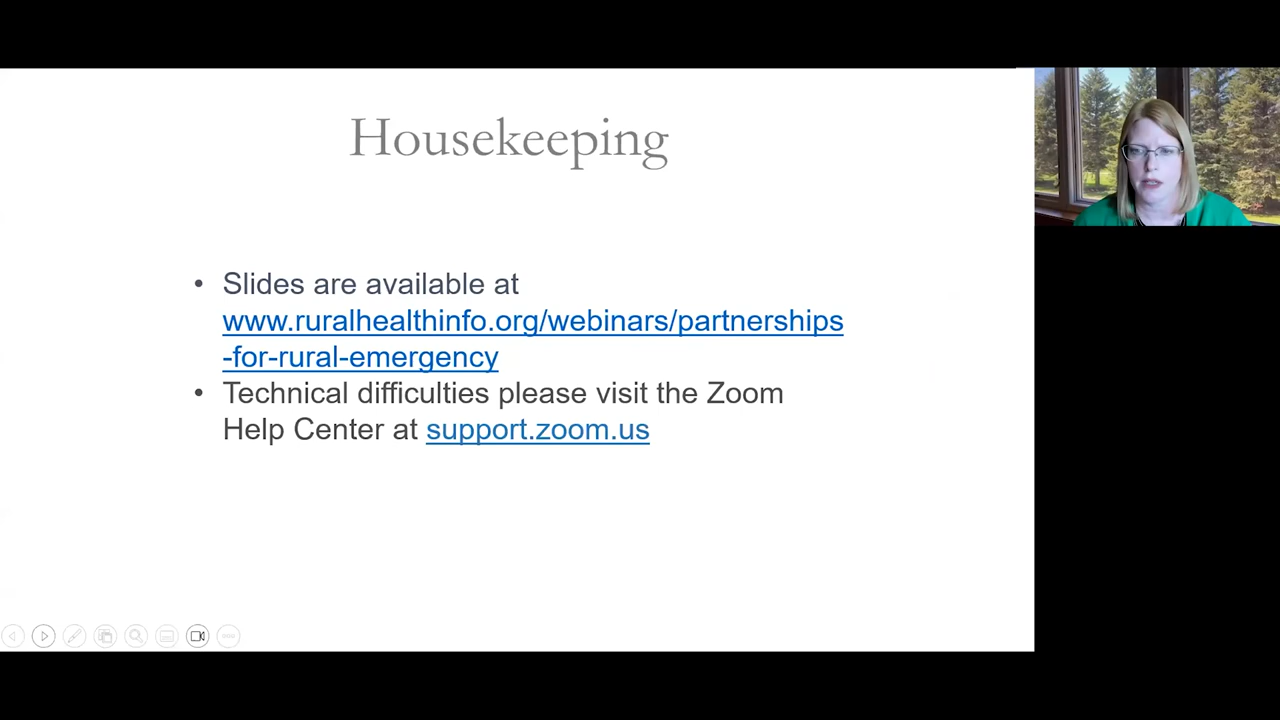 Housekeeping
• Slides are available at
www.ruralhealthinfo.org/webinars/partnerships
-for-rural-emergency
• Technical difficulties please visit the Zoom
Help Center at support.zoom.us